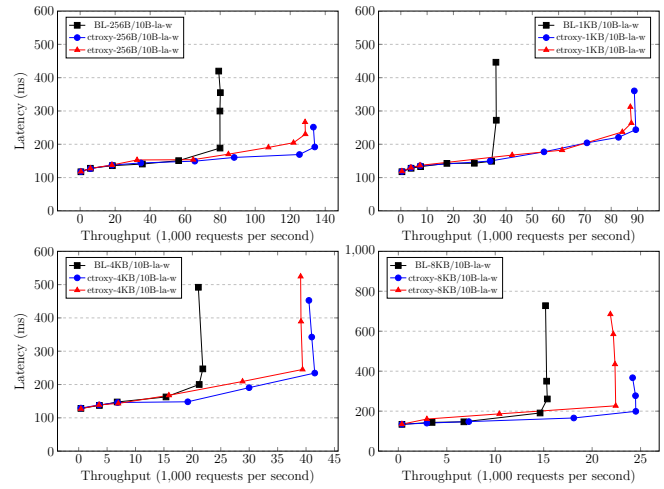 600
500
400
300
200
100
0
Latency (ms)
BL-256B/10B-la-w
ctroxy-256B/10B-la-w
etroxy-256B/10B-la-w
0 20 40 60 80 100 120 140
Throughput (1,000 requests per second)
600
500
400
300
200
100
0
BL-1KB/10B-la-w
ctroxy-1KB/10B-la-w
etroxy-1KB/10B-la-w
0 10 20 30 40 50 60 70 80 90
Throughput (1,000 requests per second)
600
500
400
300
200
100
0
Latency (ms)
BL-4KB/10B-la-w
ctroxy-4KB/10B-la-w
etroxy-4KB/10B-la-w
0 5 10 15 20 25 30 35 40 45
Throughput (1,000 requests per second)
1,000
800
600
400
200
0
BL-8KB/10B-la-w
ctroxy-8KB/10B-la-w
etroxy-8KB/10B-la-w
0 5 10 15 20 25
Throughput (1,000 requests per second)